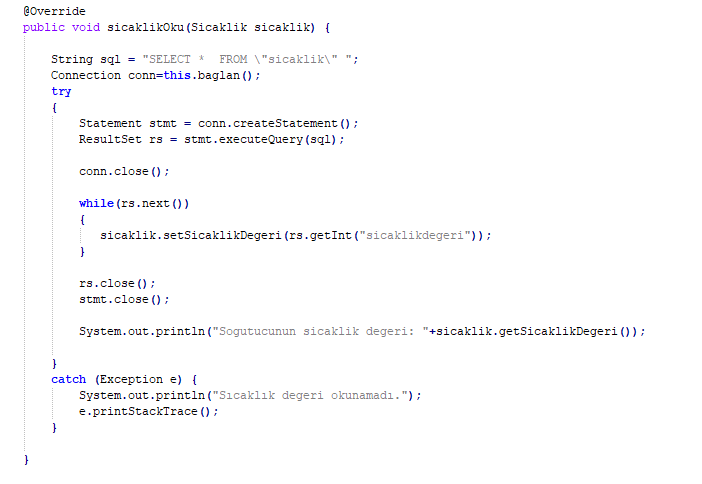 @Override
public void sicaklikOku(Sicaklik sicaklik) {
String sql = "SELECT *  FROM \"sicaklik\" ";
Connection conn=this.baglan();
try
{
Statement stmt = conn.createStatement();
ResultSet rs = stmt.executeQuery(sql);
conn.close();
while(rs.next())
{
sicaklik.setSicaklikDegeri(rs.getInt("sicaklikdegeri"));
}
rs.close();
stmt.close();
System.out.println("Sogutucunun sicaklik degeri: "+sicaklik.getSicaklikDegeri());
}
catch (Exception e) {
System.out.println("Sıcaklık degeri okunamadı.");
e.printStackTrace();
}
}